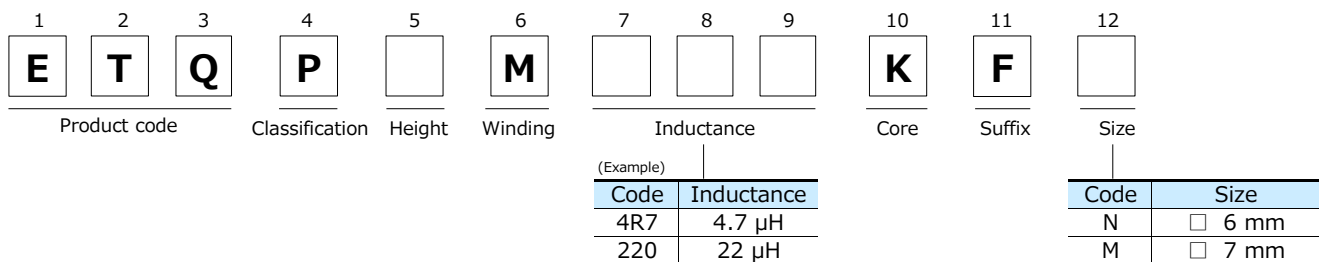 1 2 3 4 5 6 7 8 9 10 11 12
E T Q P M K F
Product code Classification Height Winding Inductance Core Suffix Size
(Example)
Code Inductance Code Size
4R7 4.7 μH N □ 6 mm
220 22 μH M □ 7 mm